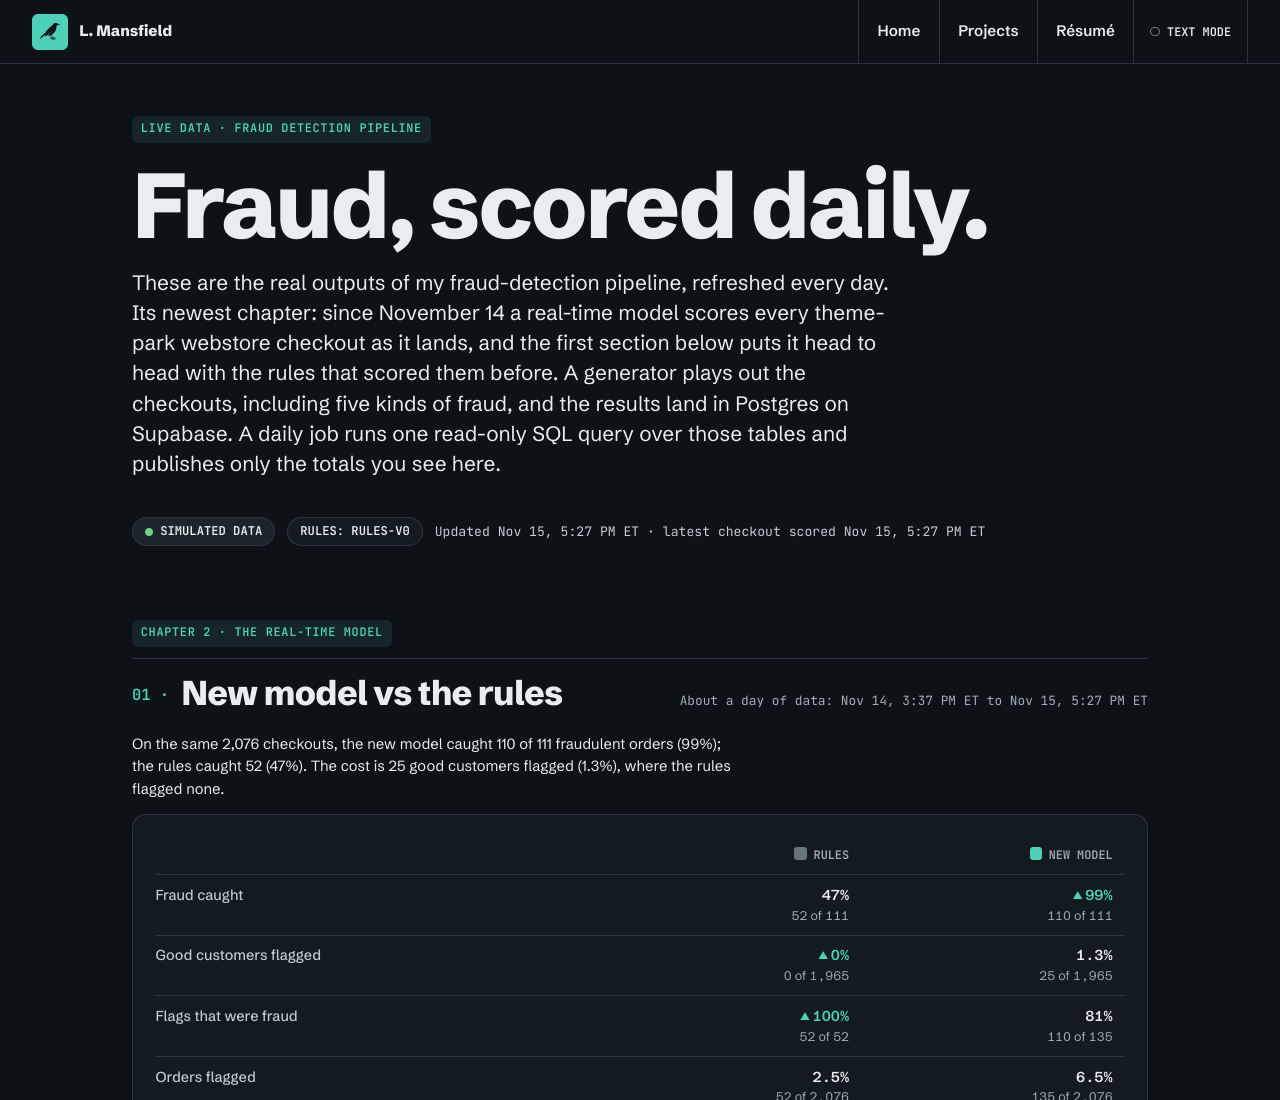 L. Mansfield
Home
Projects
Résumé
TEXT MODE
LIVE DATA · FRAUD DETECTION PIPELINE
Fraud, scored daily.
These are the real outputs of my fraud-detection pipeline, refreshed every day.
Its newest chapter: since November 14 a real-time model scores every theme-
park webstore checkout as it lands, and the first section below puts it head to
head with the rules that scored them before. A generator plays out the
checkouts, including five kinds of fraud, and the results land in Postgres on
Supabase. A daily job runs one read-only SQL query over those tables and
publishes only the totals you see here.
SIMULATED DATA
RULES: RULES-V0
Updated Nov 15, 5:27 PM ET · latest checkout scored Nov 15, 5:27 PM ET
CHAPTER 2 · THE REAL-TIME MODEL
01 · New model vs the rules
About a day of data: Nov 14, 3:37 PM ET to Nov 15, 5:27 PM ET
On the same 2,076 checkouts, the new model caught 110 of 111 fraudulent orders (99%);
the rules caught 52 (47%). The cost is 25 good customers flagged (1.3%), where the rules
flagged none.
RULES
NEW MODEL
Fraud caught
47%
▲99%
52 of 111
110 of 111
Good customers flagged
▲0%
1.3%
0 of 1,965
25 of 1,965
Flags that were fraud
▲100%
81%
52 of 52
110 of 135
Orders flagged
2.5%
6.5%
52 of 2,076
135 of 2,076